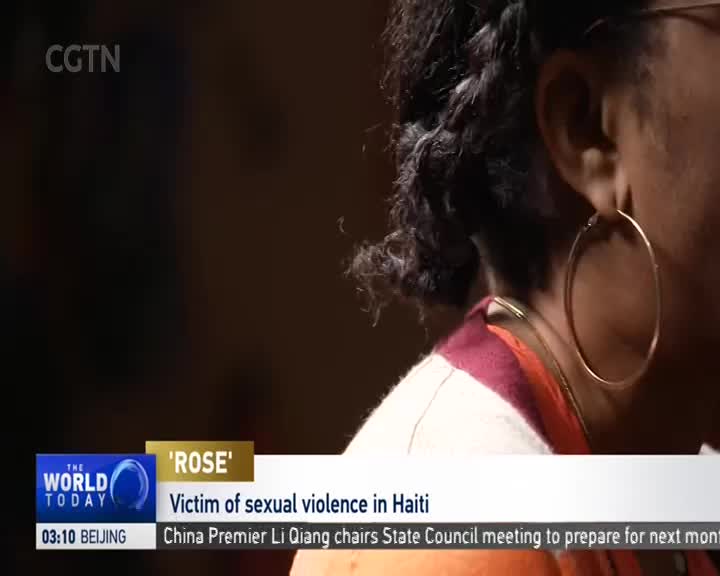 CGTN
'ROSE'
THE
WORLD
TODAY
Victim of sexual violence in Haiti
03:10 BEIJING
China Premier Li Qiang chairs State Council meeting to prepare for next